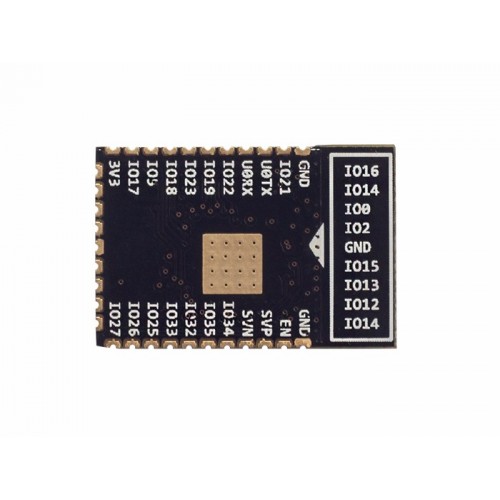 3V3
IO17
IO5
IO18
IO23
IO19
IO22
U0RX
U0TX
IO21
GND
IO16
IO14
IO0
IO2
GND
IO15
IO13
IO12
IO14
IO27
IO26
IO25
IO33
IO32
IO35
IO34
SVN
SVP
EN
GND